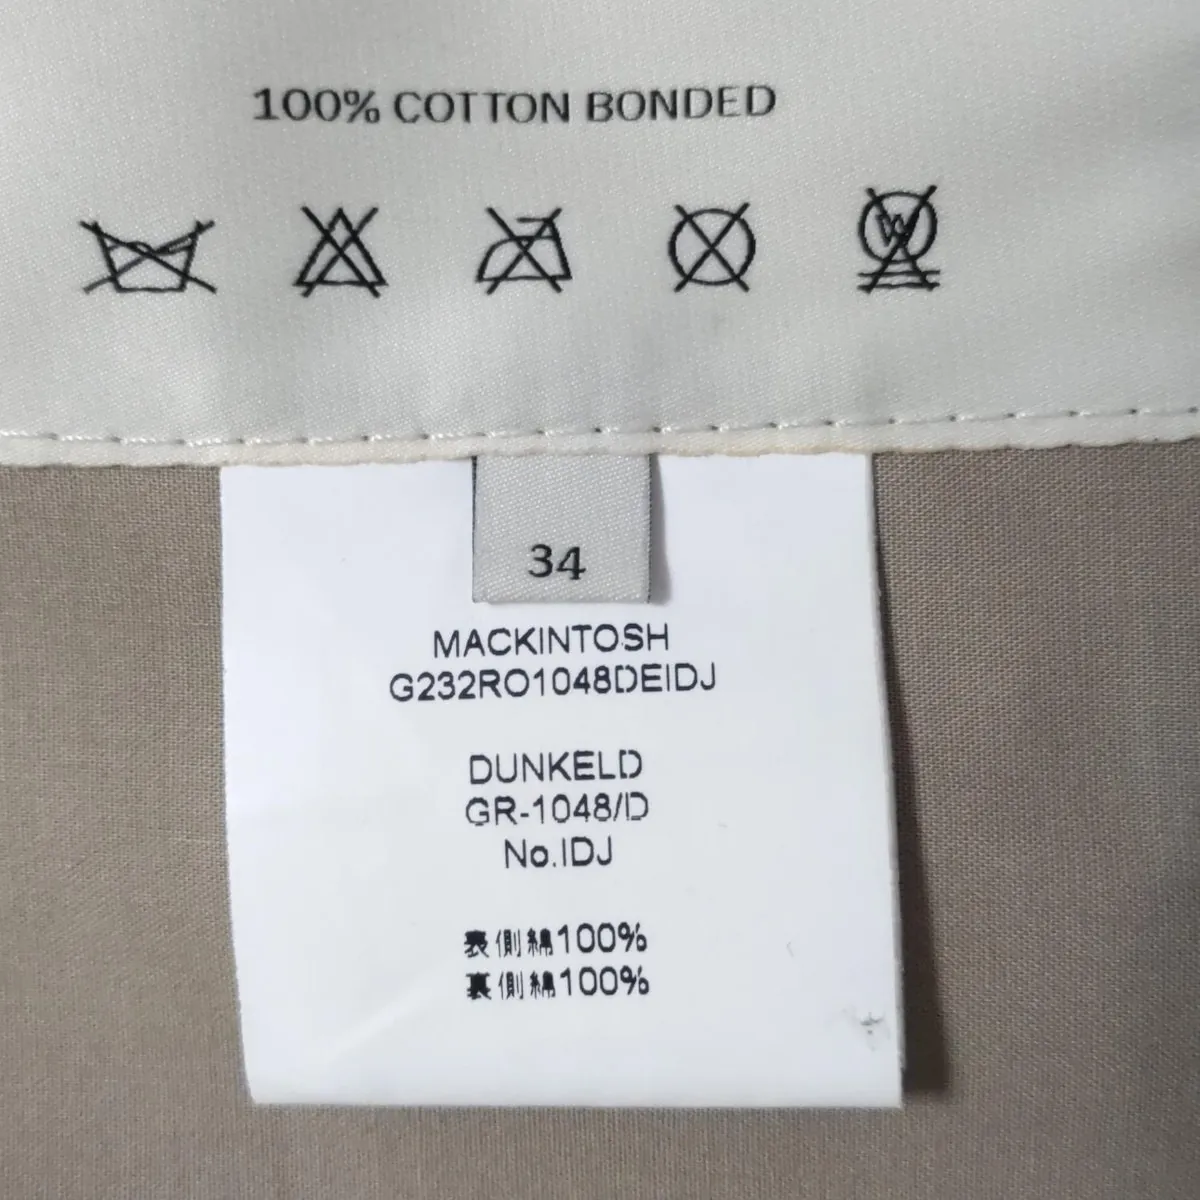 100% COTTON BONDED
W
34
MACKINTOSH
G232RO1048DEIDJ
DUNKELD
GR-1048/D
No.IDJ
表側綿100%
裏側綿100%